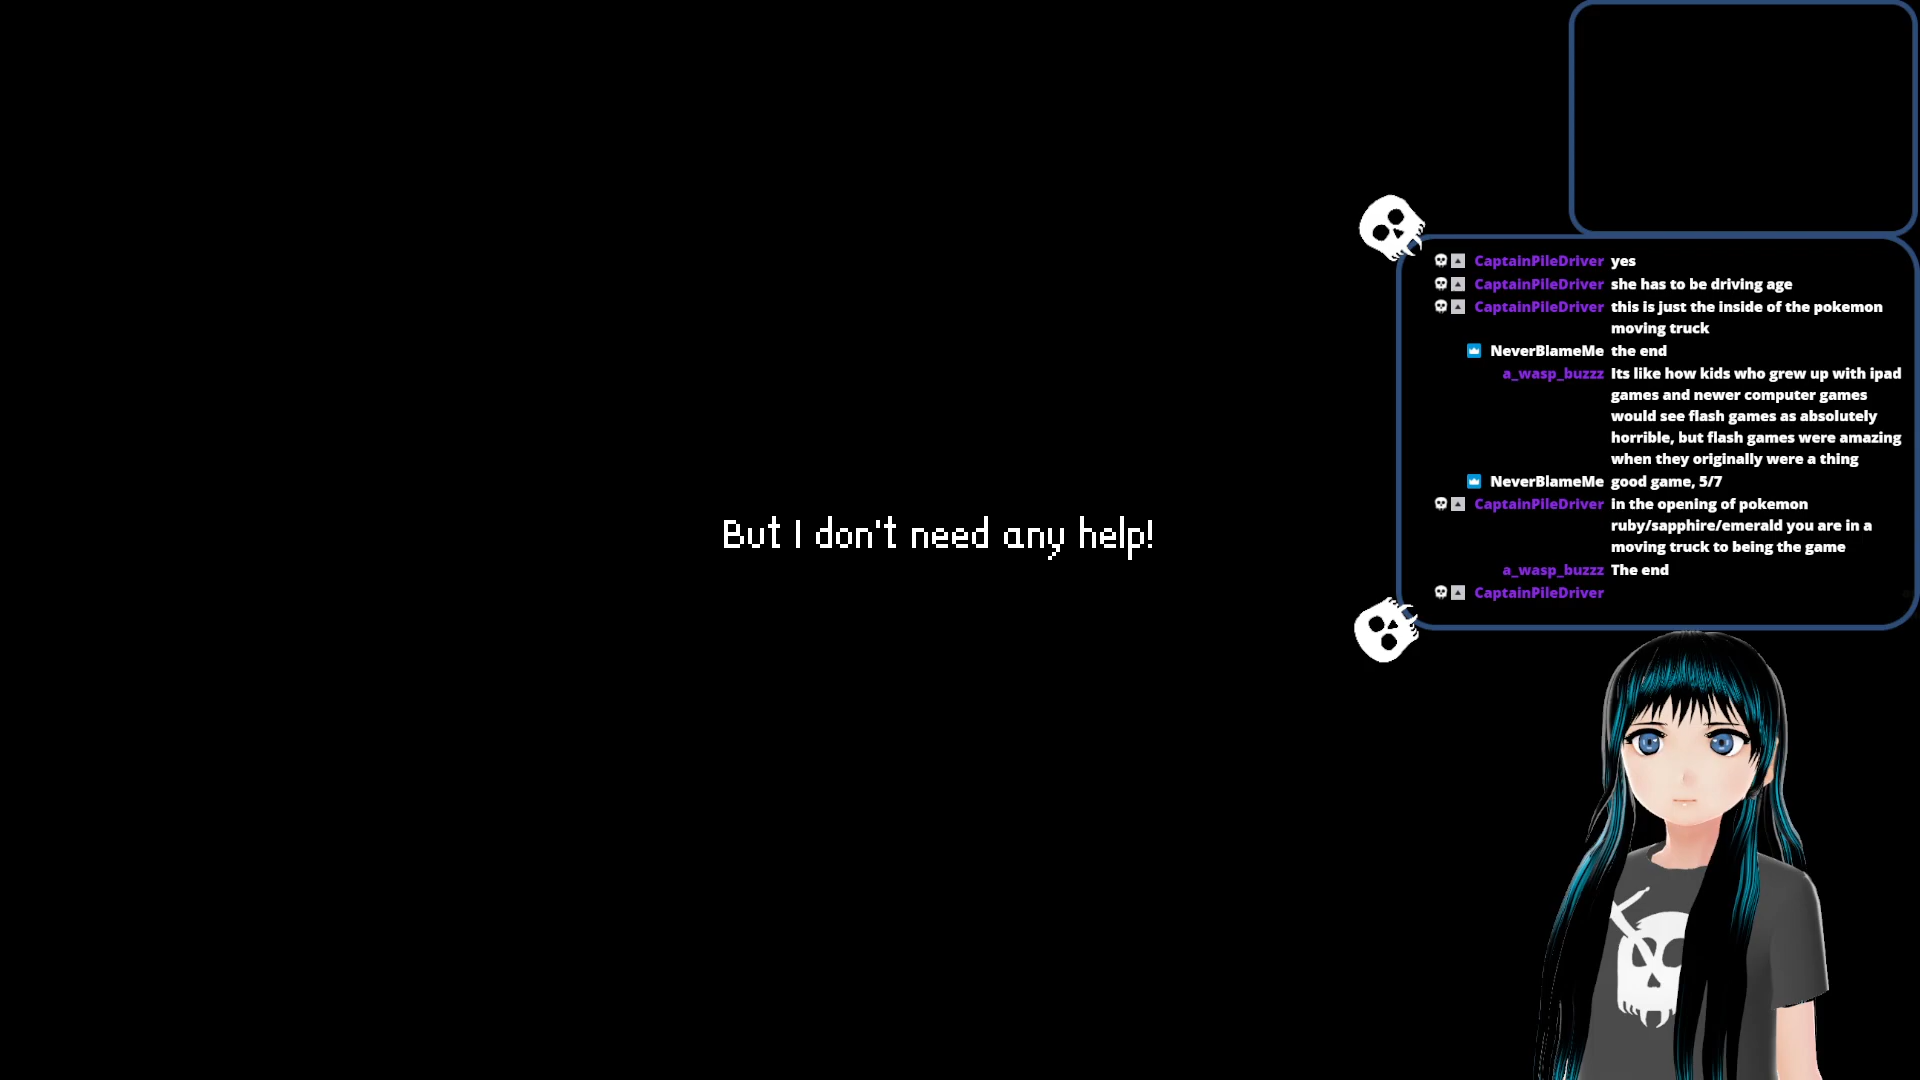 But I don't need any help!
CaptainPileDriver yes
CaptainPileDriver she has to be driving age
CaptainPileDriver this is just the inside of the pokemon
moving truck
NeverBlameMe the end
a_wasp_buzzz Its like how kids who grew up with ipad
games and newer computer games
would see flash games as absolutely
horrible, but flash games were amazing
when they originally were a thing
NeverBlameMe good game, 5/7
CaptainPileDriver in the opening of pokemon
ruby/sapphire/emerald you are in a
moving truck to being the game
a_wasp_buzzz The end
CaptainPileDriver